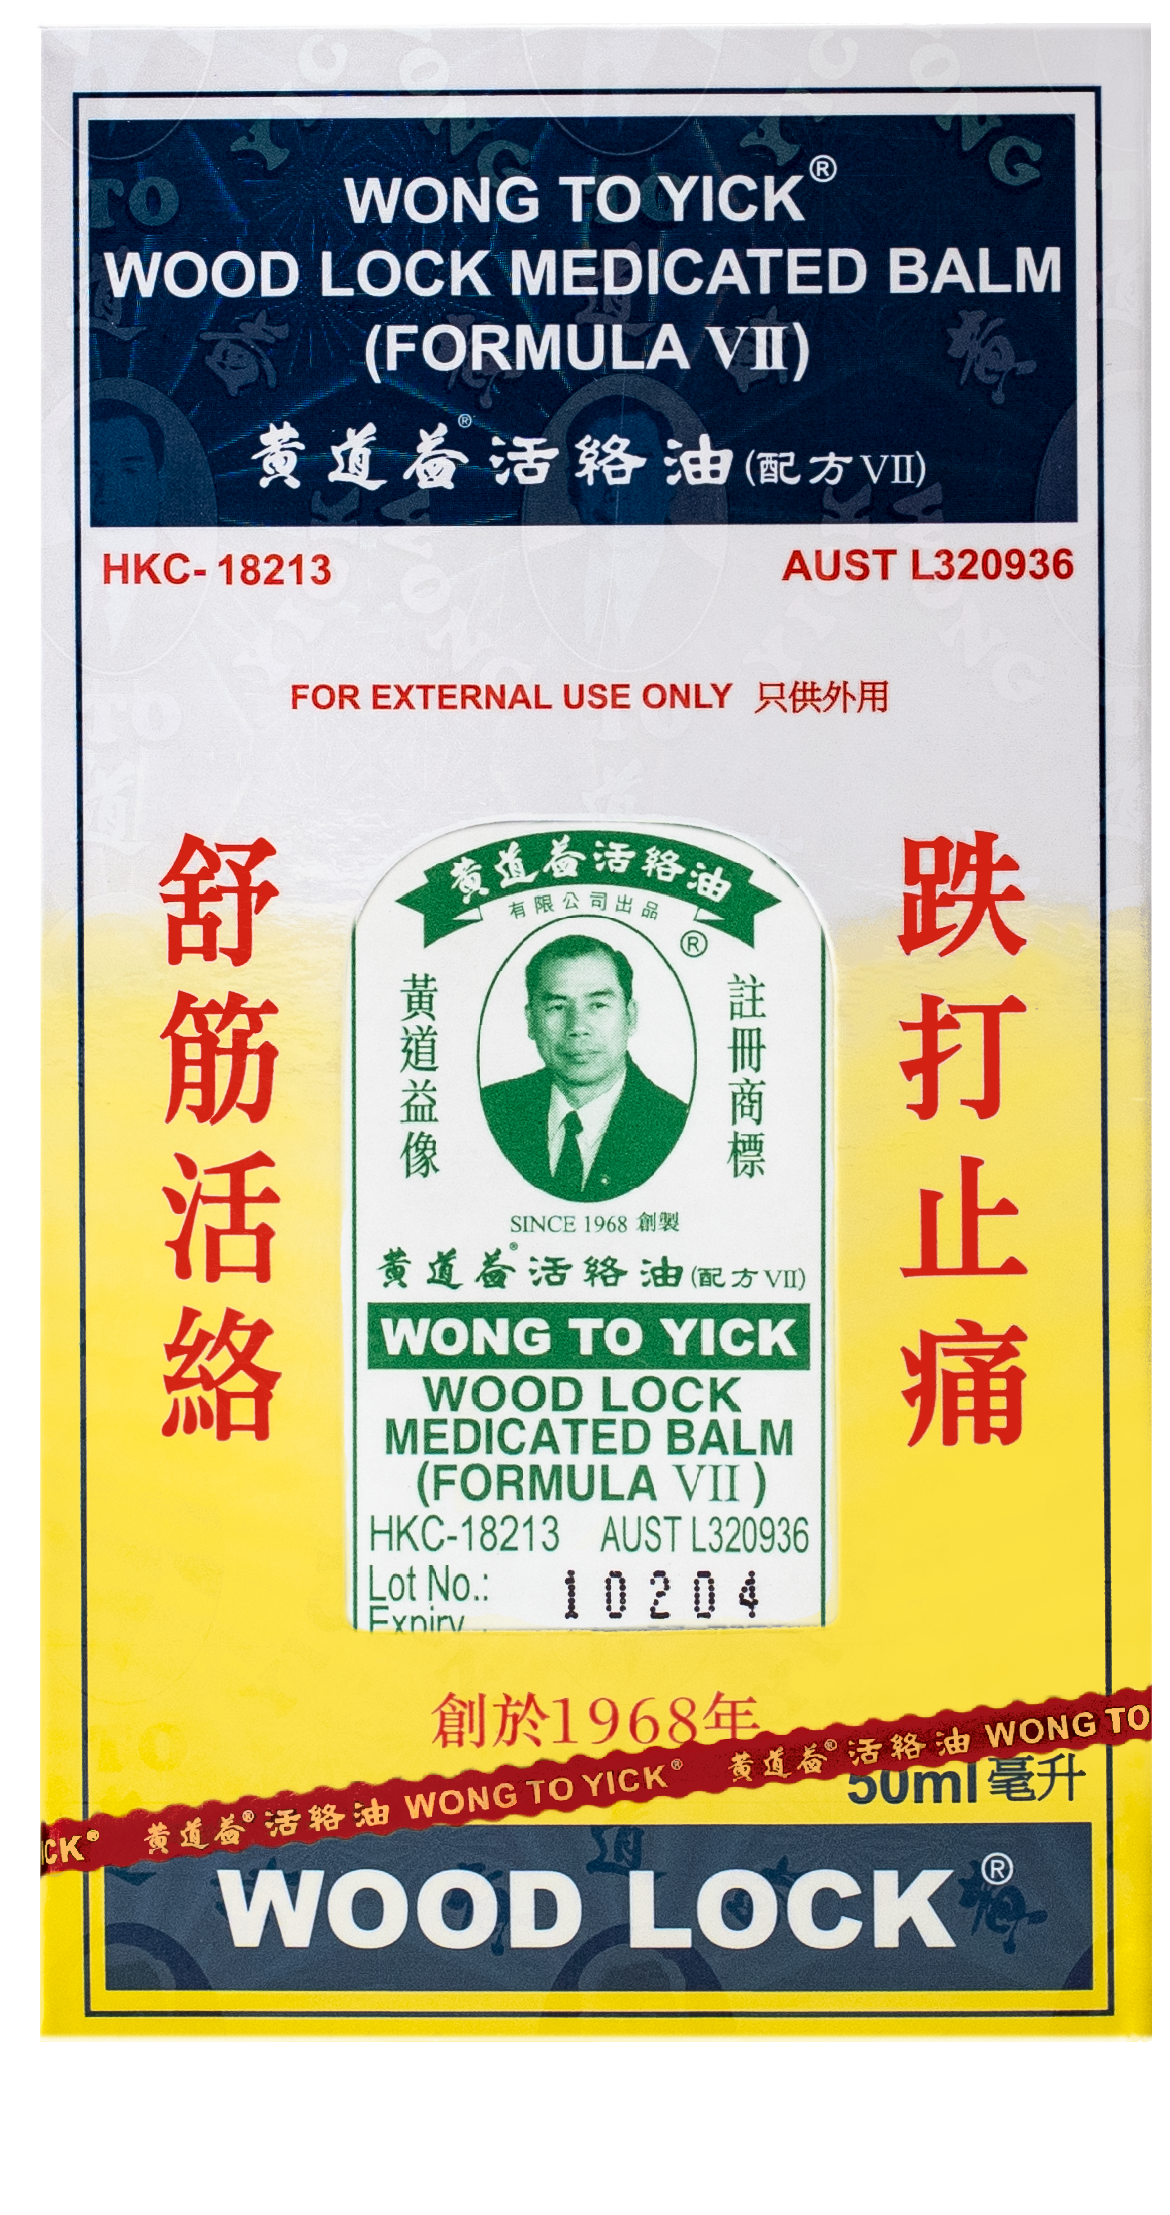 WONG TO YICK®
WOOD LOCK MEDICATED BALM
(FORMULA VII)
黃道益®活絡油(配方VII)
HKC-18213
AUST L320936
FOR EXTERNAL USE ONLY 只供外用
舒筋活絡
跌打止痛
黃道益活絡油
有限公司出品
®
黃道益像
註冊商標
SINCE 1968 創製
黃道益®活絡油(配方VII)
WONG TO YICK
WOOD LOCK
MEDICATED BALM
(FORMULA VII)
HKC-18213 AUST L320936
Lot No.: 10204
Expiry
創於1968年
ICK® 黃道益®活絡油 WONG TO YICK® 黃道益®活絡油 WONG TO
50ml 毫升
WOOD LOCK®